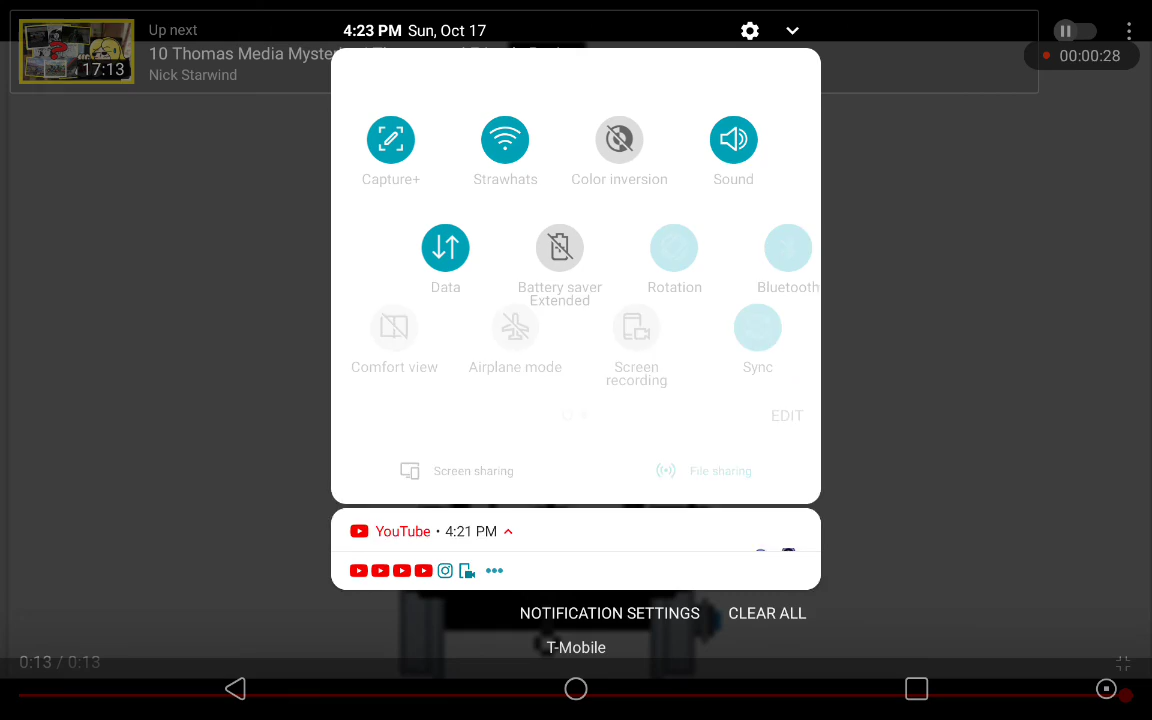 Up next
4:23 PM Sun, Oct 17
10 Thomas Media Myste
17:13
Nick Starwind
00:00:28
Capture+
Strawhats
Color inversion
Sound
Data
Battery saver
Extended
Rotation
Bluetooth
Comfort view
Airplane mode
Screen
recording
Sync
EDIT
Screen sharing
File sharing
YouTube • 4:21 PM
NOTIFICATION SETTINGS
CLEAR ALL
T-Mobile
0:13 / 0:13